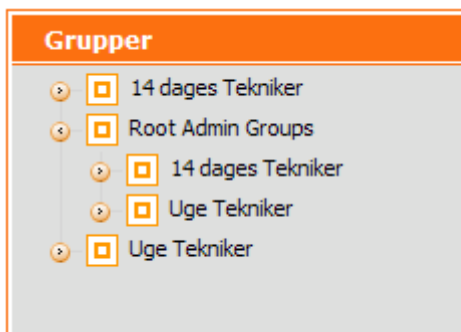 Grupper
14 dages Tekniker
Root Admin Groups
14 dages Tekniker
Uge Tekniker
Uge Tekniker